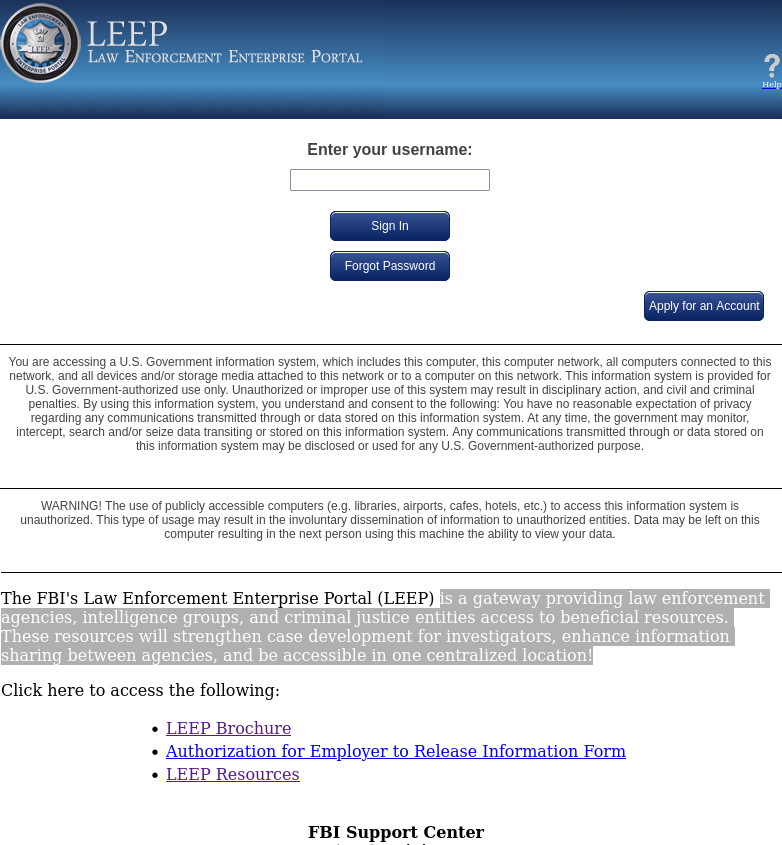 LEEP
LAW ENFORCEMENT ENTERPRISE PORTAL
Help
Enter your username:
Sign In
Forgot Password
Apply for an Account
You are accessing a U.S. Government information system, which includes this computer, this computer network, all computers connected to this
network, and all devices and/or storage media attached to this network or to a computer on this network. This information system is provided for
U.S. Government-authorized use only. Unauthorized or improper use of this system may result in disciplinary action, and civil and criminal
penalties. By using this information system, you understand and consent to the following: You have no reasonable expectation of privacy
regarding any communications transmitted through or data stored on this information system. At any time, the government may monitor,
intercept, search and/or seize data transiting or stored on this information system. Any communications transmitted through or data stored on
this information system may be disclosed or used for any U.S. Government-authorized purpose.
WARNING! The use of publicly accessible computers (e.g. libraries, airports, cafes, hotels, etc.) to access this information system is
unauthorized. This type of usage may result in the involuntary dissemination of information to unauthorized entities. Data may be left on this
computer resulting in the next person using this machine the ability to view your data.
The FBI's Law Enforcement Enterprise Portal (LEEP) is a gateway providing law enforcement
agencies, intelligence groups, and criminal justice entities access to beneficial resources.
These resources will strengthen case development for investigators, enhance information
sharing between agencies, and be accessible in one centralized location!
Click here to access the following:
• LEEP Brochure
• Authorization for Employer to Release Information Form
• LEEP Resources
FBI Support Center